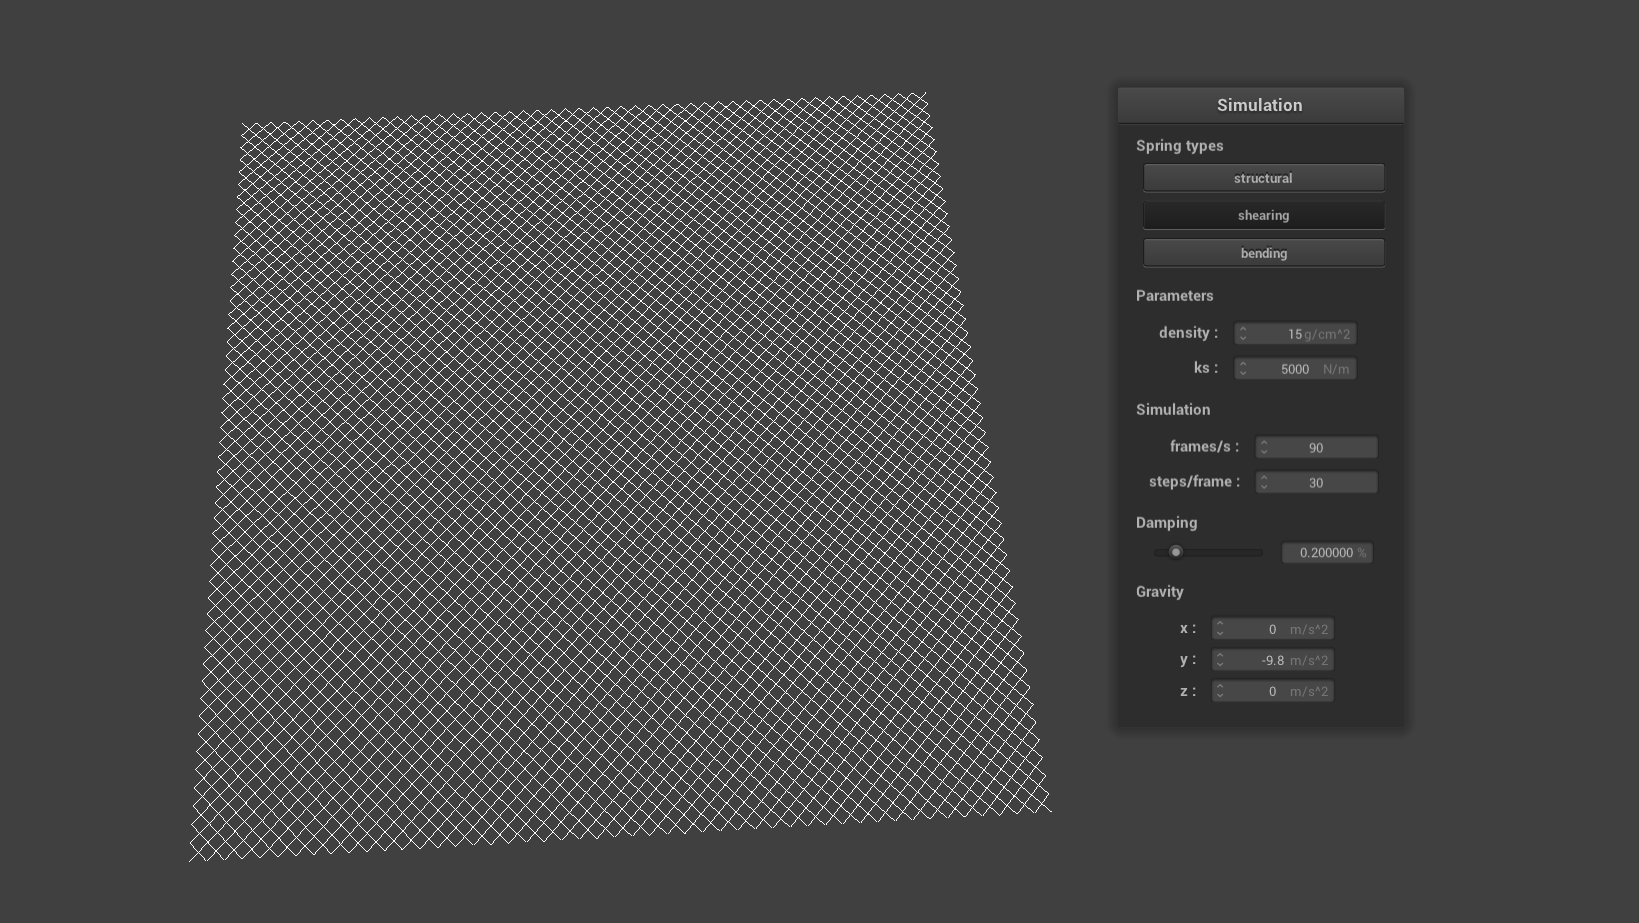 Simulation
Spring types
structural
shearing
bending
Parameters
density : 15 g/cm^2
ks : 5000 N/m
Simulation
frames/s : 90
steps/frame : 30
Damping
0.200000 %
Gravity
x : 0 m/s^2
y : -9.8 m/s^2
z : 0 m/s^2